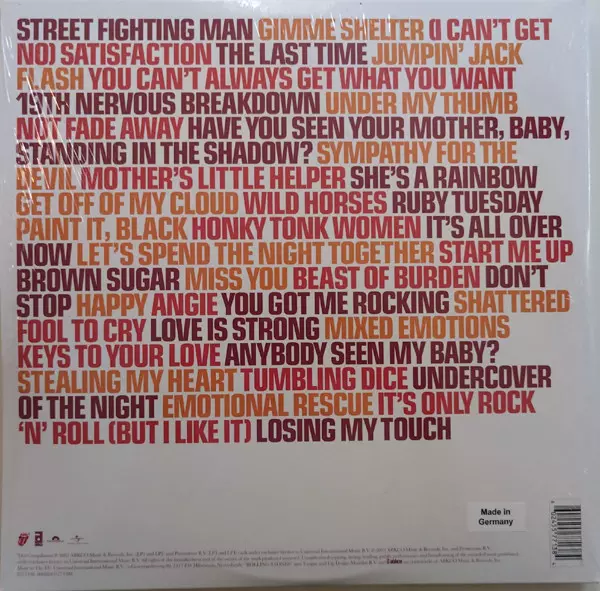 STREET FIGHTING MAN GIMME SHELTER (I CAN'T GET
NO) SATISFACTION THE LAST TIME JUMPIN' JACK
FLASH YOU CAN'T ALWAYS GET WHAT YOU WANT
19TH NERVOUS BREAKDOWN UNDER MY THUMB
NOT FADE AWAY HAVE YOU SEEN YOUR MOTHER, BABY,
STANDING IN THE SHADOW? SYMPATHY FOR THE
DEVIL MOTHER'S LITTLE HELPER SHE'S A RAINBOW
GET OFF OF MY CLOUD WILD HORSES RUBY TUESDAY
PAINT IT, BLACK HONKY TONK WOMEN IT'S ALL OVER
NOW LET'S SPEND THE NIGHT TOGETHER START ME UP
BROWN SUGAR MISS YOU BEAST OF BURDEN DON'T
STOP HAPPY ANGIE YOU GOT ME ROCKING SHATTERED
FOOL TO CRY LOVE IS STRONG MIXED EMOTIONS
KEYS TO YOUR LOVE ANYBODY SEEN MY BABY?
STEALING MY HEART TUMBLING DICE UNDERCOVER
OF THE NIGHT EMOTIONAL RESCUE IT'S ONLY ROCK
'N' ROLL (BUT I LIKE IT) LOSING MY TOUCH
Made in
Germany